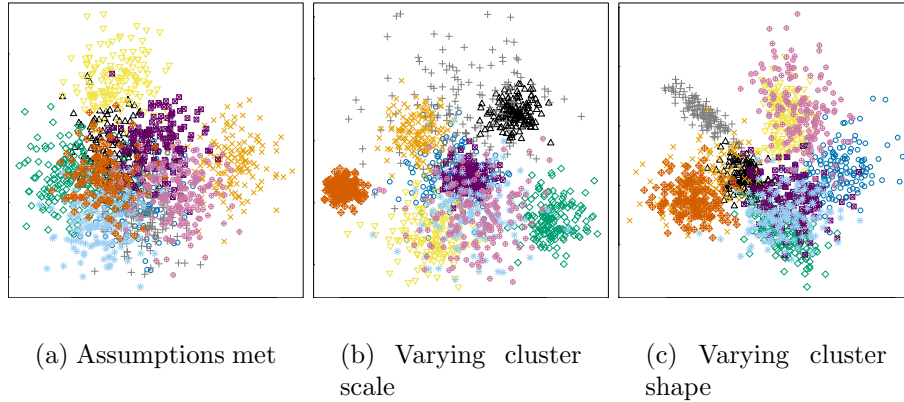 (a) Assumptions met
(b) Varying cluster
scale
(c) Varying cluster
shape